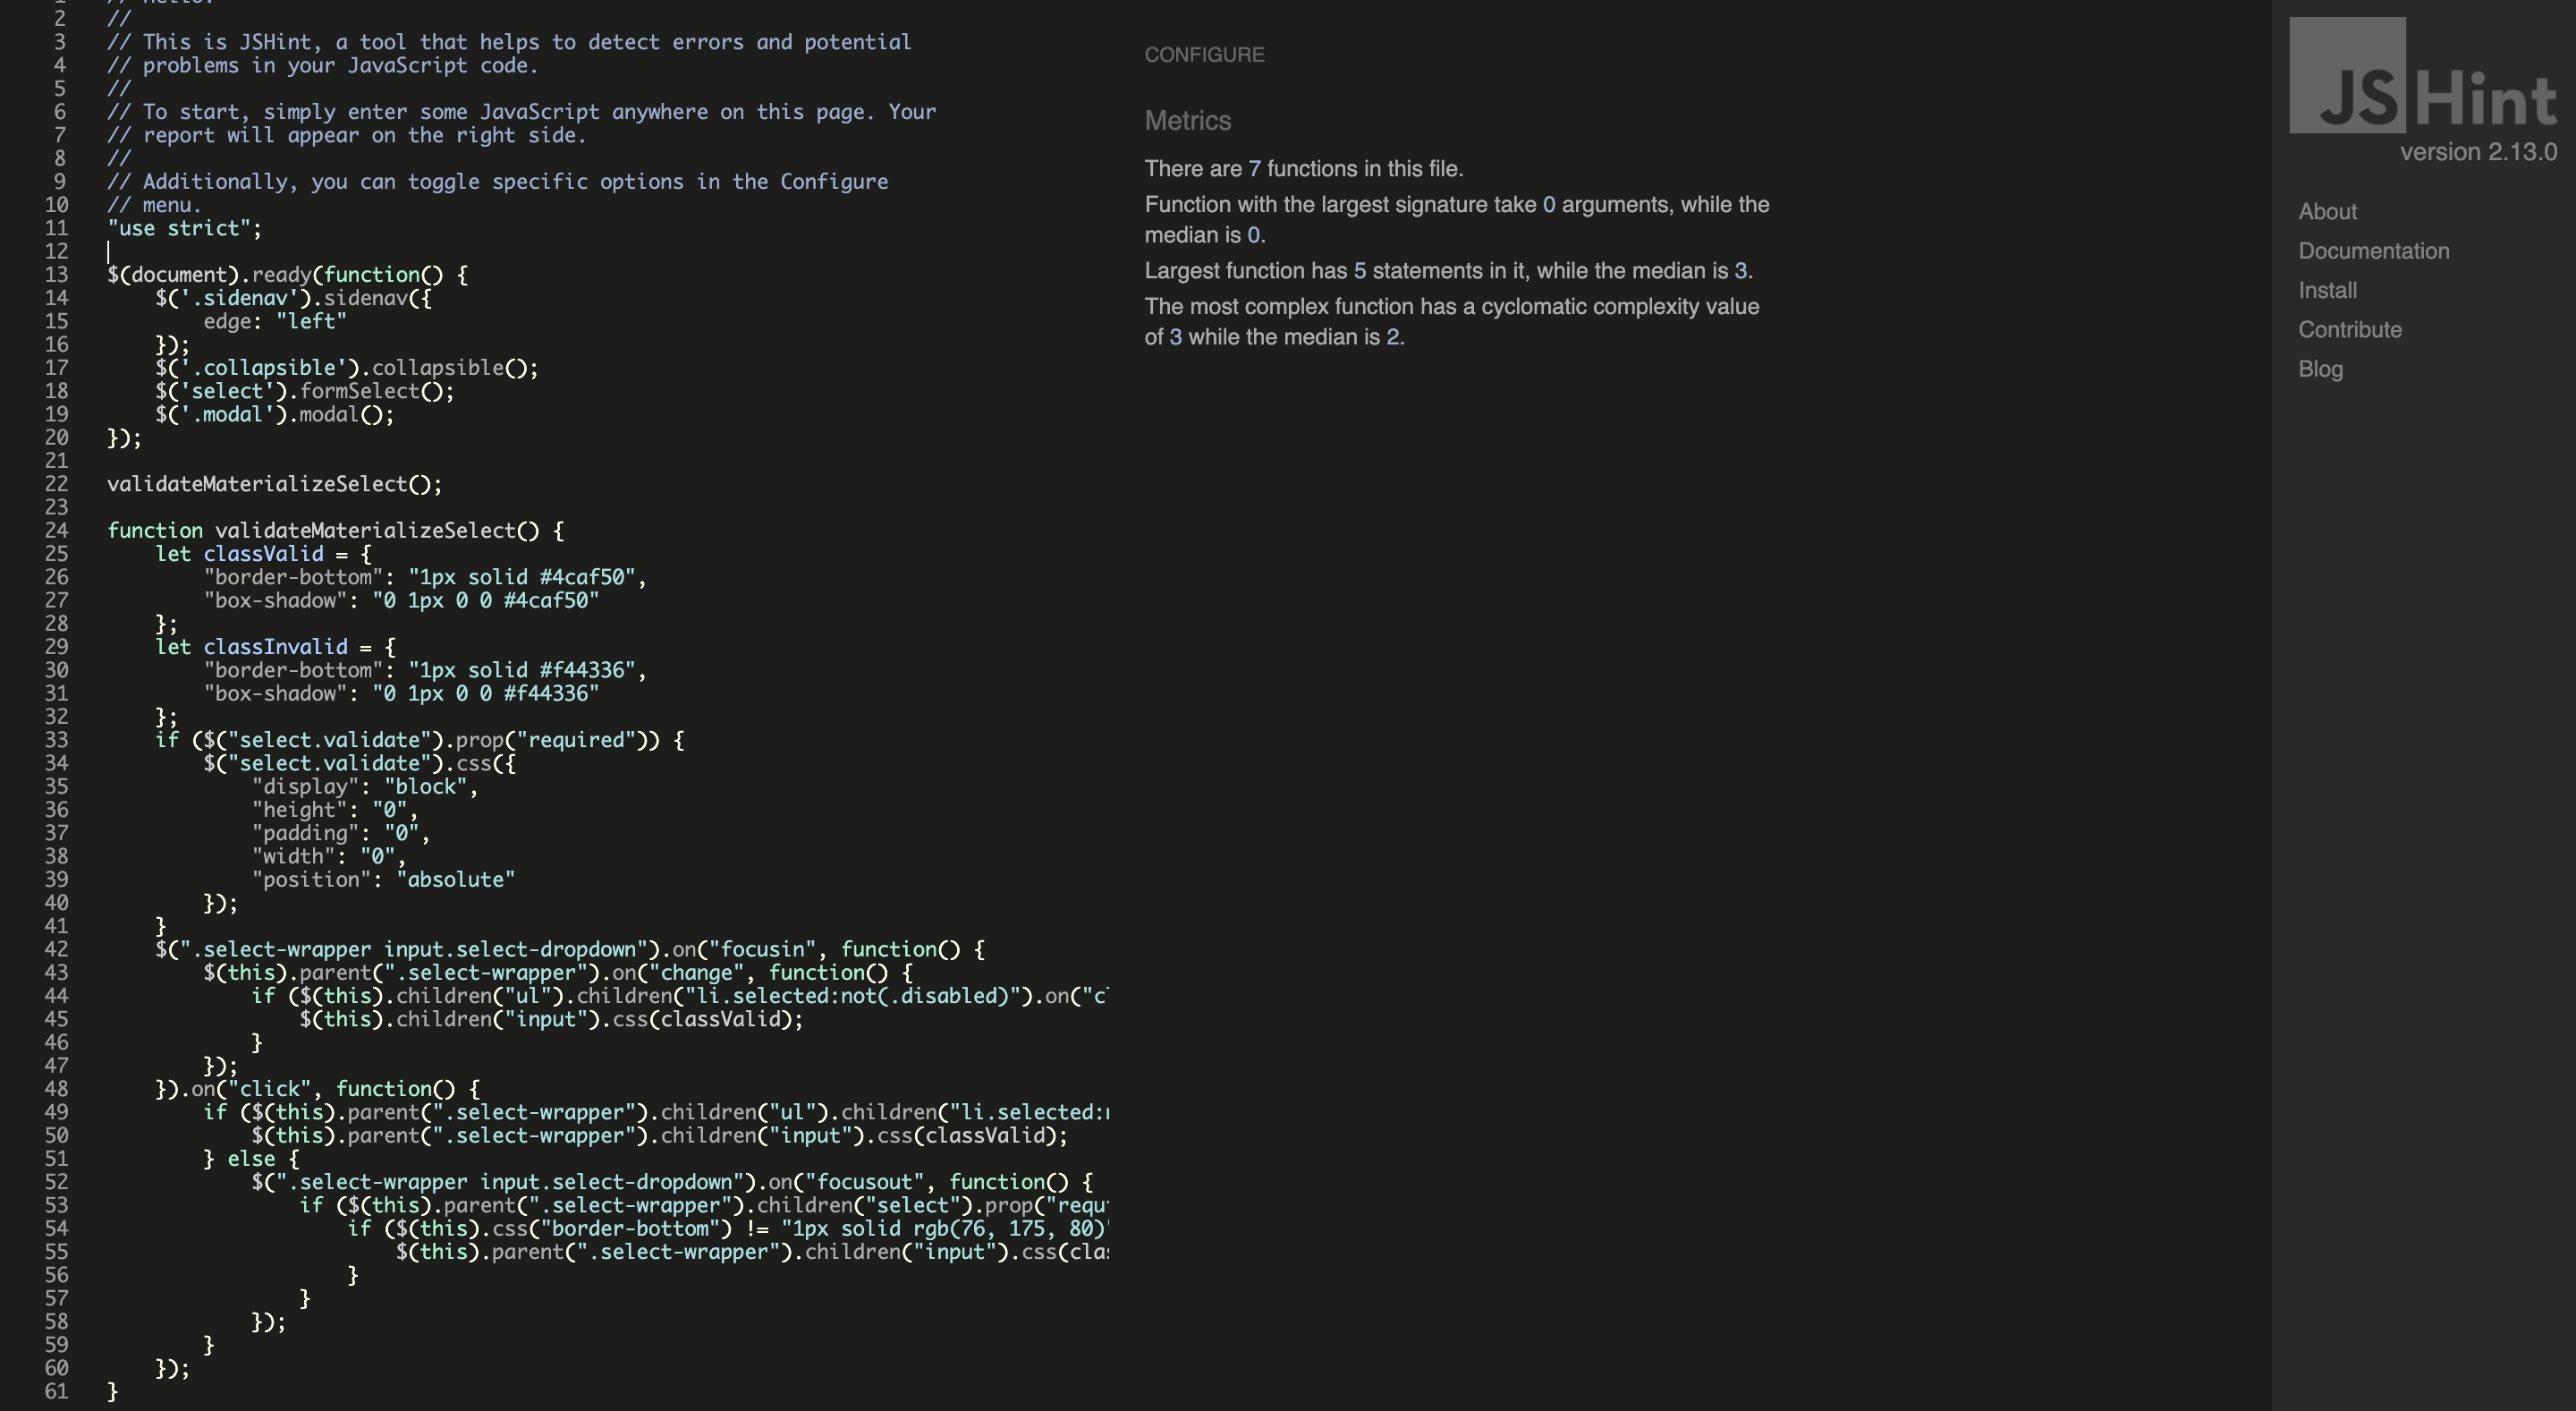 1 // Hello.
2 //
3 // This is JSHint, a tool that helps to detect errors and potential
4 // problems in your JavaScript code.
5 //
6 // To start, simply enter some JavaScript anywhere on this page. Your
7 // report will appear on the right side.
8 //
9 // Additionally, you can toggle specific options in the Configure
10 // menu.
11 "use strict";
12
13 $(document).ready(function() {
14 $('.sidenav').sidenav({
15 edge: "left"
16 });
17 $('.collapsible').collapsible();
18 $('select').formSelect();
19 $('.modal').modal();
20 });
21
22 validateMaterializeSelect();
23
24 function validateMaterializeSelect() {
25 let classValid = {
26 "border-bottom": "1px solid #4caf50",
27 "box-shadow": "0 1px 0 0 #4caf50"
28 };
29 let classInvalid = {
30 "border-bottom": "1px solid #f44336",
31 "box-shadow": "0 1px 0 0 #f44336"
32 };
33 if ($("select.validate").prop("required")) {
34 $("select.validate").css({
35 "display": "block",
36 "height": "0",
37 "padding": "0",
38 "width": "0",
39 "position": "absolute"
40 });
41 }
42 $(".select-wrapper input.select-dropdown").on("focusin", function() {
43 $(this).parent(".select-wrapper").on("change", function() {
44 if ($(this).children("ul").children("li.selected:not(.disabled)").on("c
45 $(this).children("input").css(classValid);
46 }
47 });
48 }).on("click", function() {
49 if ($(this).parent(".select-wrapper").children("ul").children("li.selected:
50 $(this).parent(".select-wrapper").children("input").css(classValid);
51 } else {
52 $(".select-wrapper input.select-dropdown").on("focusout", function() {
53 if ($(this).parent(".select-wrapper").children("select").prop("requ
54 if ($(this).css("border-bottom") != "1px solid rgb(76, 175, 80)
55 $(this).parent(".select-wrapper").children("input").css(cla
56 }
57 }
58 });
59 }
60 });
61 }
CONFIGURE
Metrics
There are 7 functions in this file.
Function with the largest signature take 0 arguments, while the
median is 0.
Largest function has 5 statements in it, while the median is 3.
The most complex function has a cyclomatic complexity value
of 3 while the median is 2.
JSHint
version 2.13.0
About
Documentation
Install
Contribute
Blog